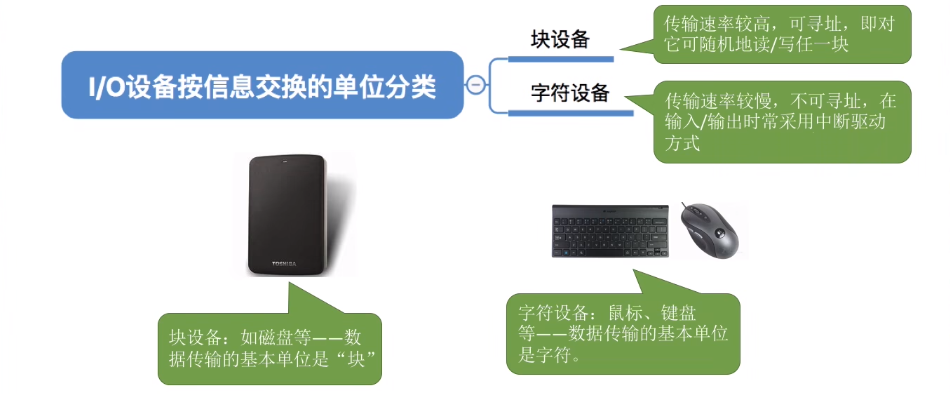 I/O设备按信息交换的单位分类
块设备
传输速率较高，可寻址，即对
它可随机地读/写任一块
字符设备
传输速率较慢，不可寻址，在
输入/输出时常采用中断驱动
方式
TOSHIBA
块设备：如磁盘等——数
据传输的基本单位是“块”
字符设备：鼠标、键盘
等——数据传输的基本单位
是字符。